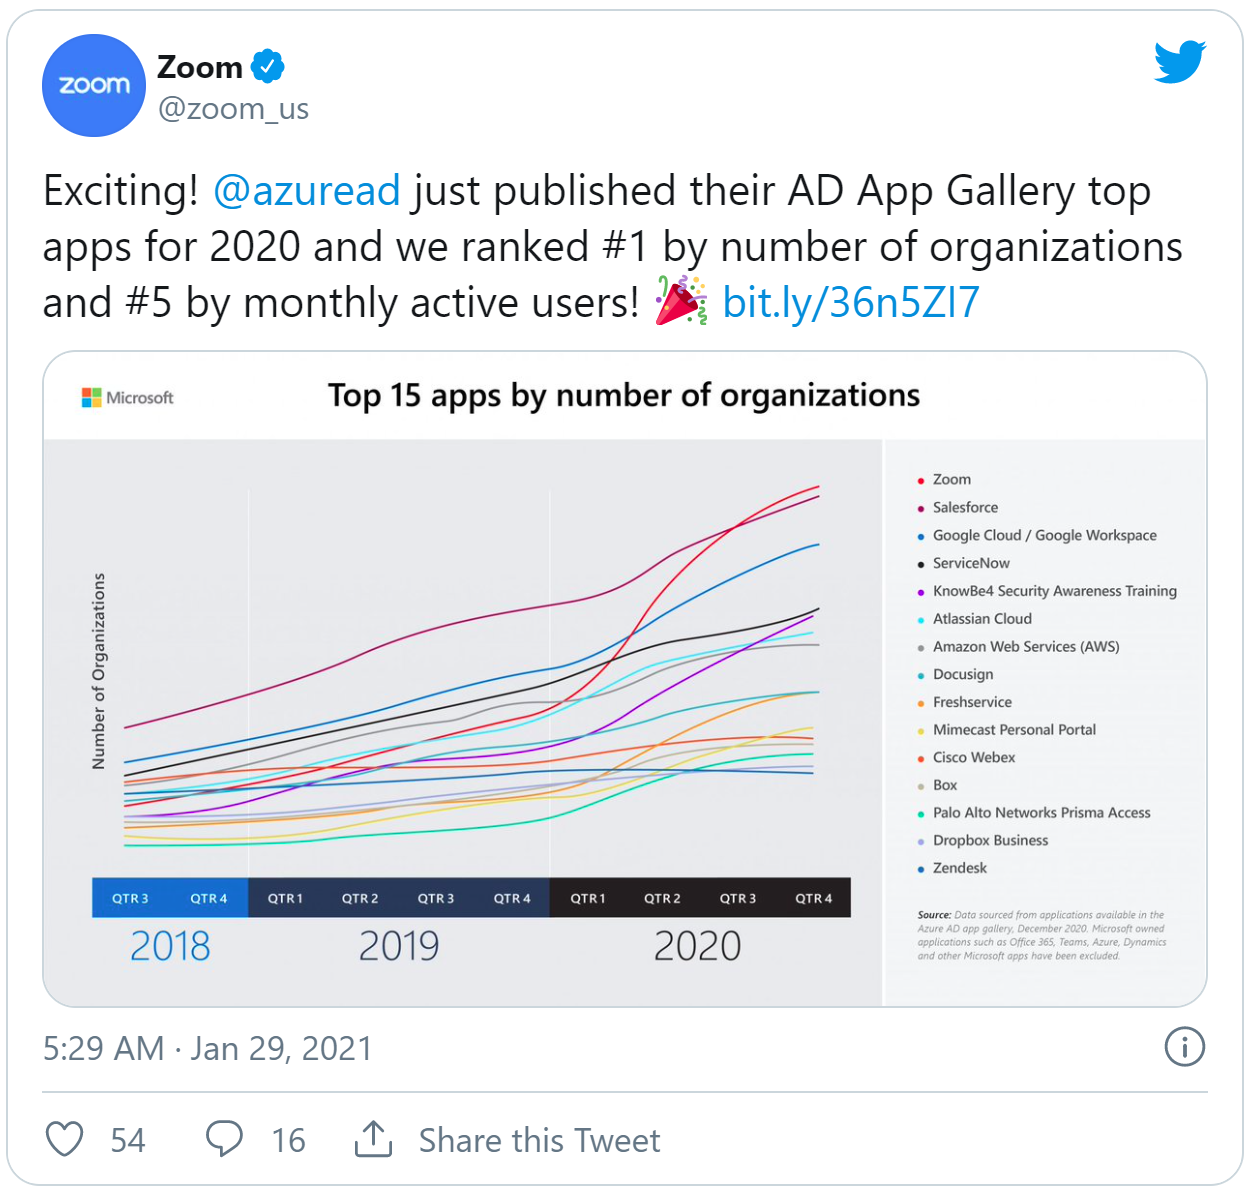 zoom
Zoom
@zoom_us
Exciting! @azuread just published their AD App Gallery top
apps for 2020 and we ranked #1 by number of organizations
and #5 by monthly active users! 🎉 bit.ly/36n5Zl7
Microsoft
Top 15 apps by number of organizations
Number of Organizations
Zoom
Salesforce
Google Cloud / Google Workspace
ServiceNow
KnowBe4 Security Awareness Training
Atlassian Cloud
Amazon Web Services (AWS)
Docusign
Freshservice
Mimecast Personal Portal
Cisco Webex
Box
Palo Alto Networks Prisma Access
Dropbox Business
Zendesk
QTR 3 QTR 4 QTR 1 QTR 2 QTR 3 QTR 4 QTR 1 QTR 2 QTR 3 QTR 4
2018 2019 2020
Source: Data sourced from applications available in the
Azure AD app gallery, December 2020. Microsoft owned
applications such as Office 365, Teams, Azure, Dynamics
and other Microsoft apps have been excluded.
5:29 AM · Jan 29, 2021
54 16 Share this Tweet